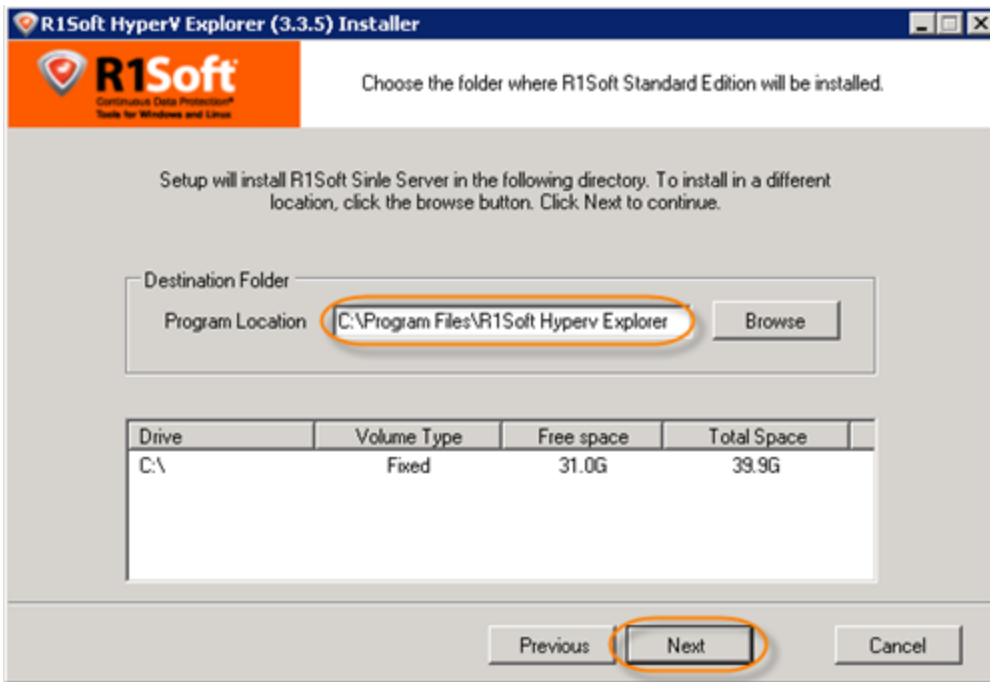 R1Soft HyperV Explorer (3.3.5) Installer
R1Soft
Continuous Data Protection®
Tools for Windows and Linux
Choose the folder where R1Soft Standard Edition will be installed.
Setup will install R1Soft Sinle Server in the following directory. To install in a different
location, click the browse button. Click Next to continue.
Destination Folder
Program Location C:\Program Files\R1Soft Hyperv Explorer Browse
Drive Volume Type Free space Total Space
C:\ Fixed 31.0G 39.9G
Previous Next Cancel